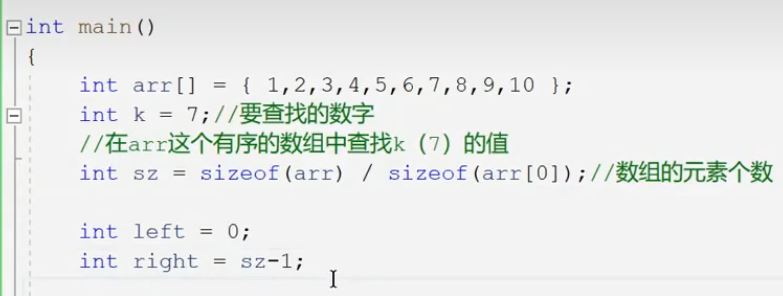 int main()
{
int arr[] = { 1,2,3,4,5,6,7,8,9,10 };
int k = 7;//要查找的数字
//在arr这个有序的数组中查找k（7）的值
int sz = sizeof(arr) / sizeof(arr[0]);//数组的元素个数
int left = 0;
int right = sz-1;